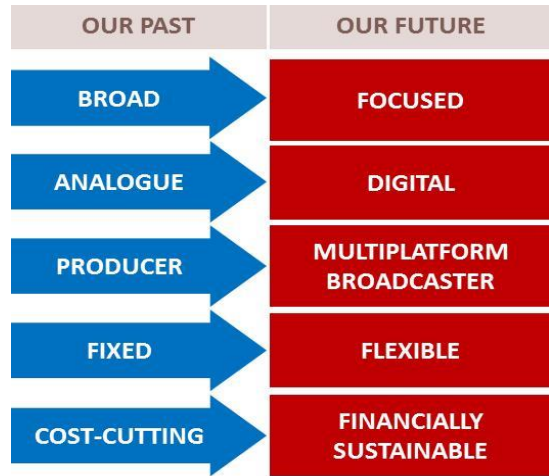 OUR PAST
OUR FUTURE
BROAD
FOCUSED
ANALOGUE
DIGITAL
PRODUCER
MULTIPLATFORM
BROADCASTER
FIXED
FLEXIBLE
COST-CUTTING
FINANCIALLY
SUSTAINABLE